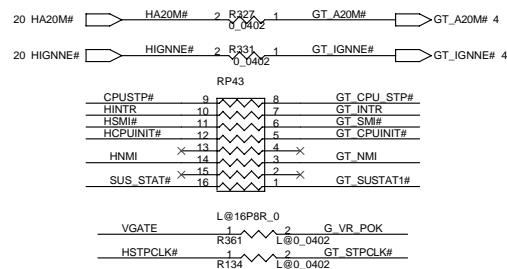 20 HA20M# HA20M# 2 R327 1 GT_A20M# GT_A20M# 4
0_0402
20 HIGNNE# HIGNNE# 2 R331 1 GT_IGNNE# GT_IGNNE# 4
0_0402
RP43
CPUSTP# 9 8 GT_CPU_STP#
HINTR 10 7 GT_INTR
HSMI# 11 6 GT_SMI#
HCPUINIT# 12 5 GT_CPUINIT#
13 4
HNMI 14 3 GT_NMI
15 2
SUS_STAT# 16 1 GT_SUSTAT1#
L@16P8R_0
VGATE 1 2 G_VR_POK
R361 L@0_0402
HSTPCLK# 1 2 GT_STPCLK#
R134 L@0_0402